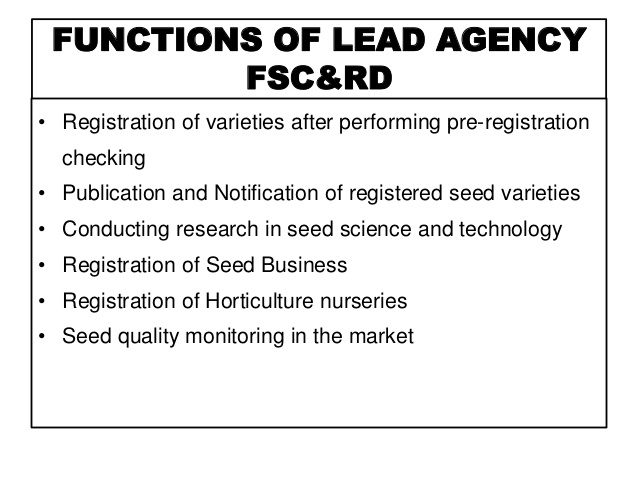 FUNCTIONS OF LEAD AGENCY
FSC&RD
• Registration of varieties after performing pre-registration
checking
• Publication and Notification of registered seed varieties
• Conducting research in seed science and technology
• Registration of Seed Business
• Registration of Horticulture nurseries
• Seed quality monitoring in the market